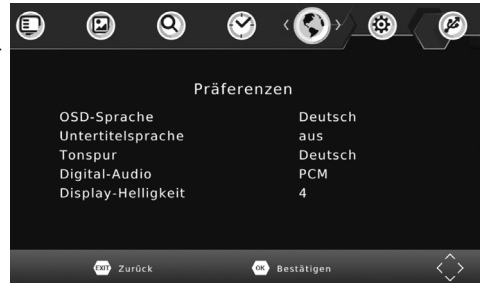 Präferenzen
OSD-Sprache Deutsch
Untertitelsprache aus
Tonspur Deutsch
Digital-Audio PCM
Display-Helligkeit 4
EXIT Zurück OK Bestätigen